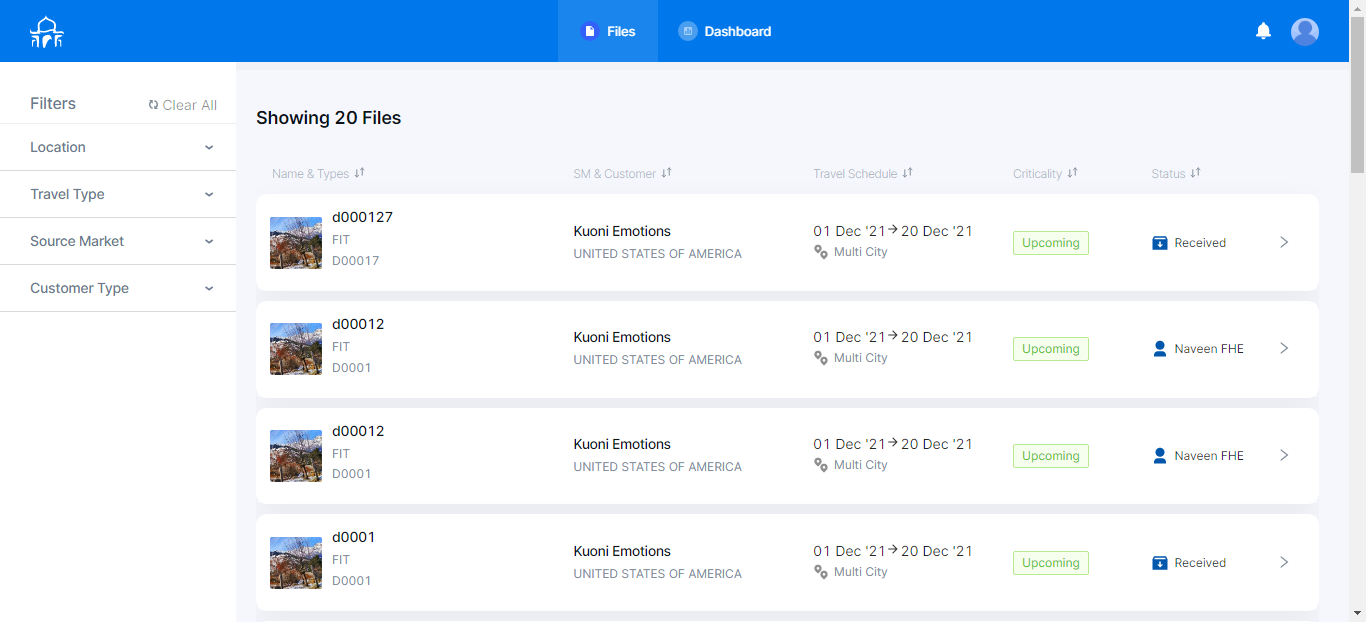 Files
Dashboard
Filters
Clear All
Location
Travel Type
Source Market
Customer Type
Showing 20 Files
Name & Types
SM & Customer
Travel Schedule
Criticality
Status
d000127
FIT
D00017
Kuoni Emotions
UNITED STATES OF AMERICA
01 Dec '21 → 20 Dec '21
Multi City
Upcoming
Received
d00012
FIT
D0001
Kuoni Emotions
UNITED STATES OF AMERICA
01 Dec '21 → 20 Dec '21
Multi City
Upcoming
Naveen FHE
d00012
FIT
D0001
Kuoni Emotions
UNITED STATES OF AMERICA
01 Dec '21 → 20 Dec '21
Multi City
Upcoming
Naveen FHE
d0001
FIT
D0001
Kuoni Emotions
UNITED STATES OF AMERICA
01 Dec '21 → 20 Dec '21
Multi City
Upcoming
Received